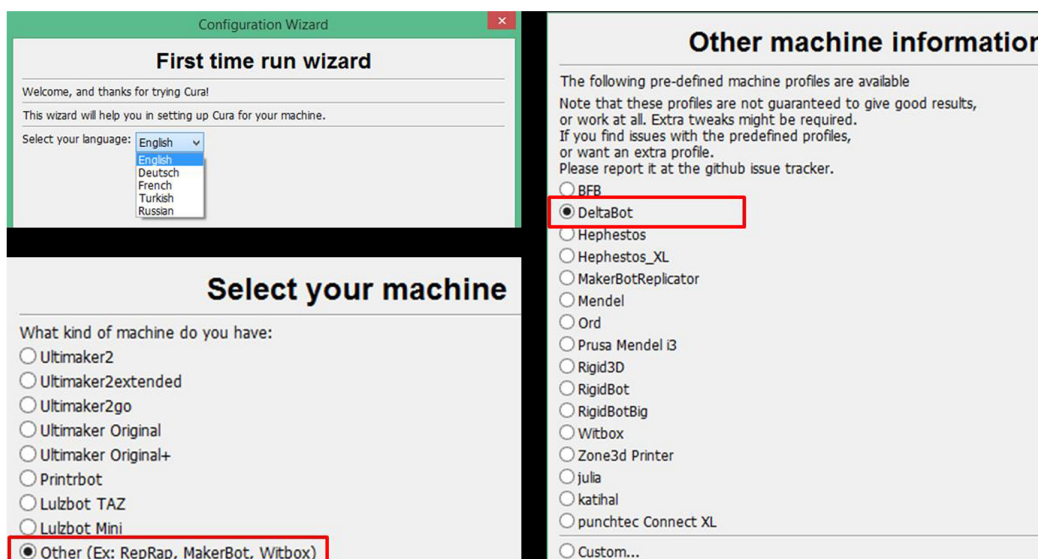 Configuration Wizard
First time run wizard
Welcome, and thanks for trying Cura!
This wizard will help you in setting up Cura for your machine.
Select your language: English
English
Deutsch
French
Turkish
Russian
Select your machine
What kind of machine do you have:
Ultimaker2
Ultimaker2extended
Ultimaker2go
Ultimaker Original
Ultimaker Original+
Printrbot
Lulzbot TAZ
Lulzbot Mini
Other (Ex: RepRap, MakerBot, Witbox)
Other machine information
The following pre-defined machine profiles are available
Note that these profiles are not guaranteed to give good results,
or work at all. Extra tweaks might be required.
If you find issues with the predefined profiles,
or want an extra profile.
Please report it at the github issue tracker.
BFB
DeltaBot
Hephestos
Hephestos_XL
MakerBotReplicator
Mendel
Ord
Prusa Mendel i3
Rigid3D
RigidBot
RigidBotBig
Witbox
Zone3d Printer
julia
katihal
punchtec Connect XL
Custom...